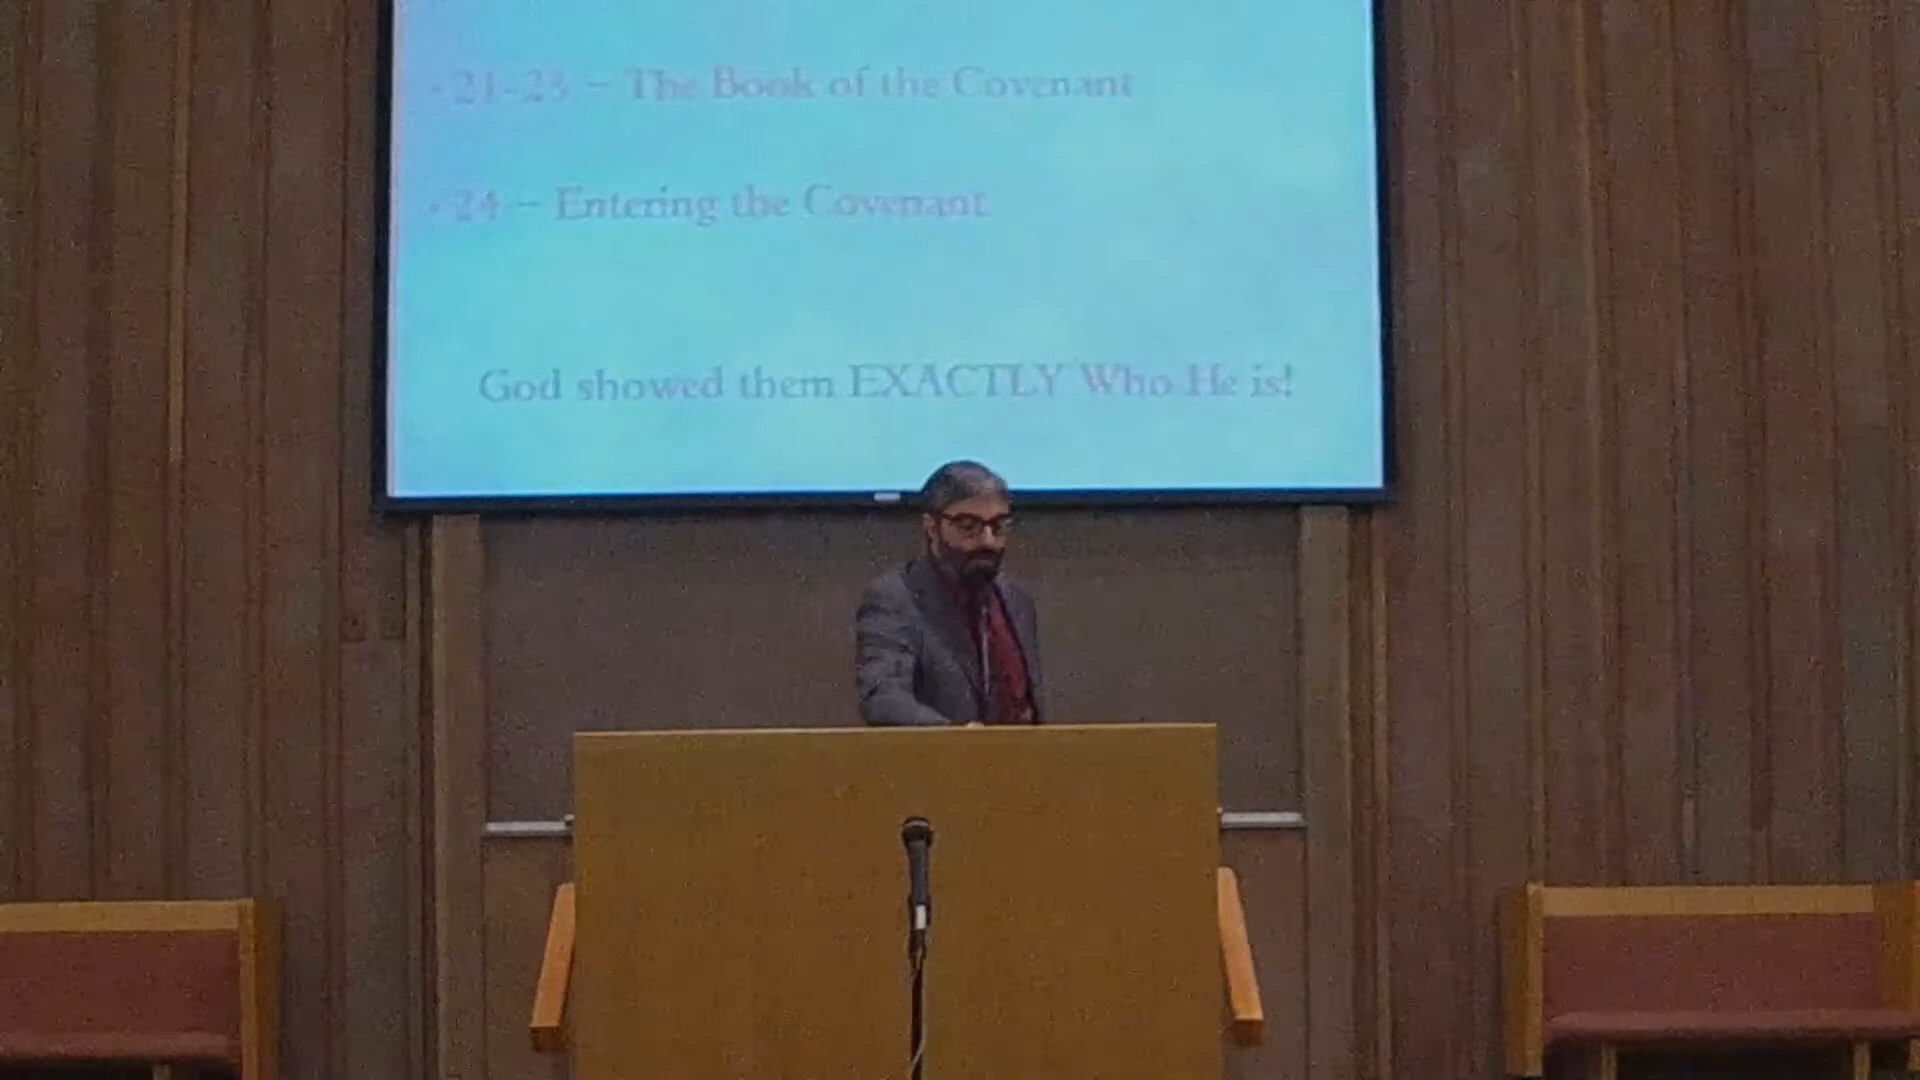 • 21-23 – The Book of the Covenant
• 24 – Entering the Covenant
God showed them EXACTLY Who He is!